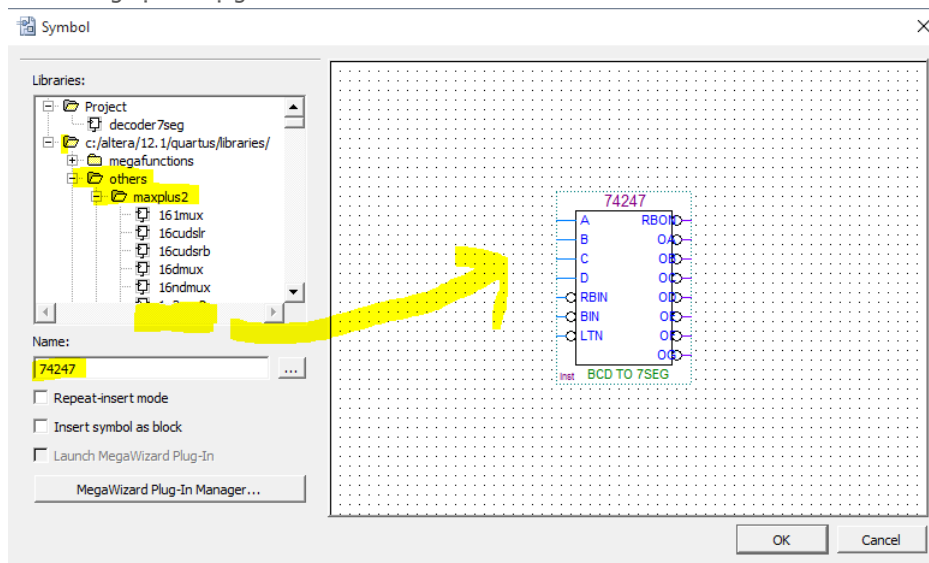 Symbol
Libraries:
Project
decoder7seg
c:/altera/12.1/quartus/libraries/
megafunctions
others
maxplus2
161mux
16cudslr
16cudsrb
16dmux
16ndmux
Name:
74247
...
Repeat-insert mode
Insert symbol as block
Launch MegaWizard Plug-In
MegaWizard Plug-In Manager...
74247
A RBON
B OA
C OB
D OC
RBIN OD
BIN OE
LTN OF
OG
inst BCD TO 7SEG
OK Cancel